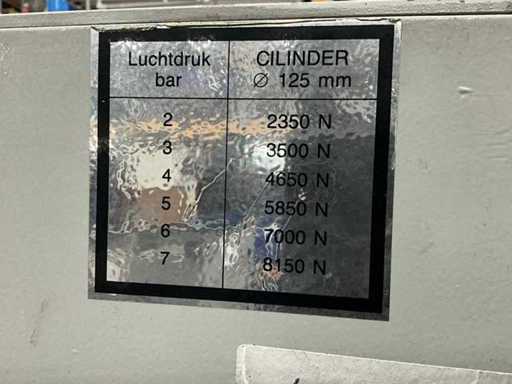 Luchtdruk CILINDER
bar Ø 125 mm
2 2350 N
3 3500 N
4 4650 N
5 5850 N
6 7000 N
7 8150 N